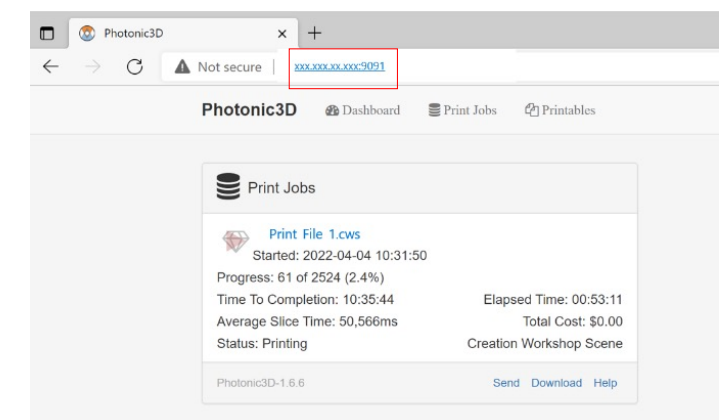 Photonic3D
Not secure xxx.xxx.xx.xxx:9091
Photonic3D Dashboard Print Jobs Printables
Print Jobs
Print File 1.cws
Started: 2022-04-04 10:31:50
Progress: 61 of 2524 (2.4%)
Time To Completion: 10:35:44 Elapsed Time: 00:53:11
Average Slice Time: 50,566ms Total Cost: $0.00
Status: Printing Creation Workshop Scene
Photonic3D-1.6.6 Send Download Help